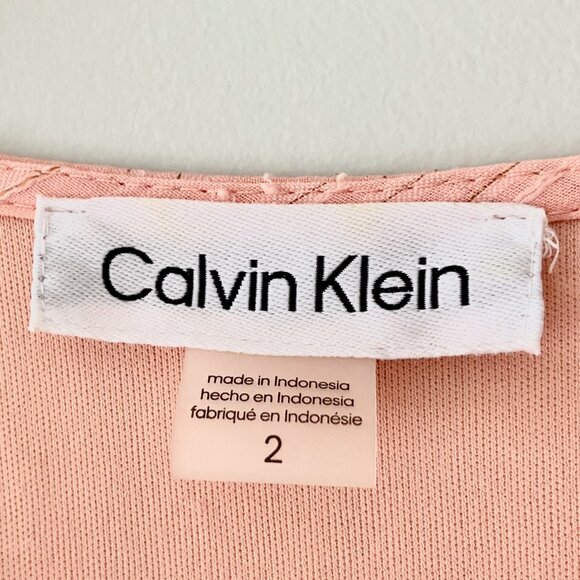 Calvin Klein
made in Indonesia
hecho en Indonesia
fabriqué en Indonésie
2